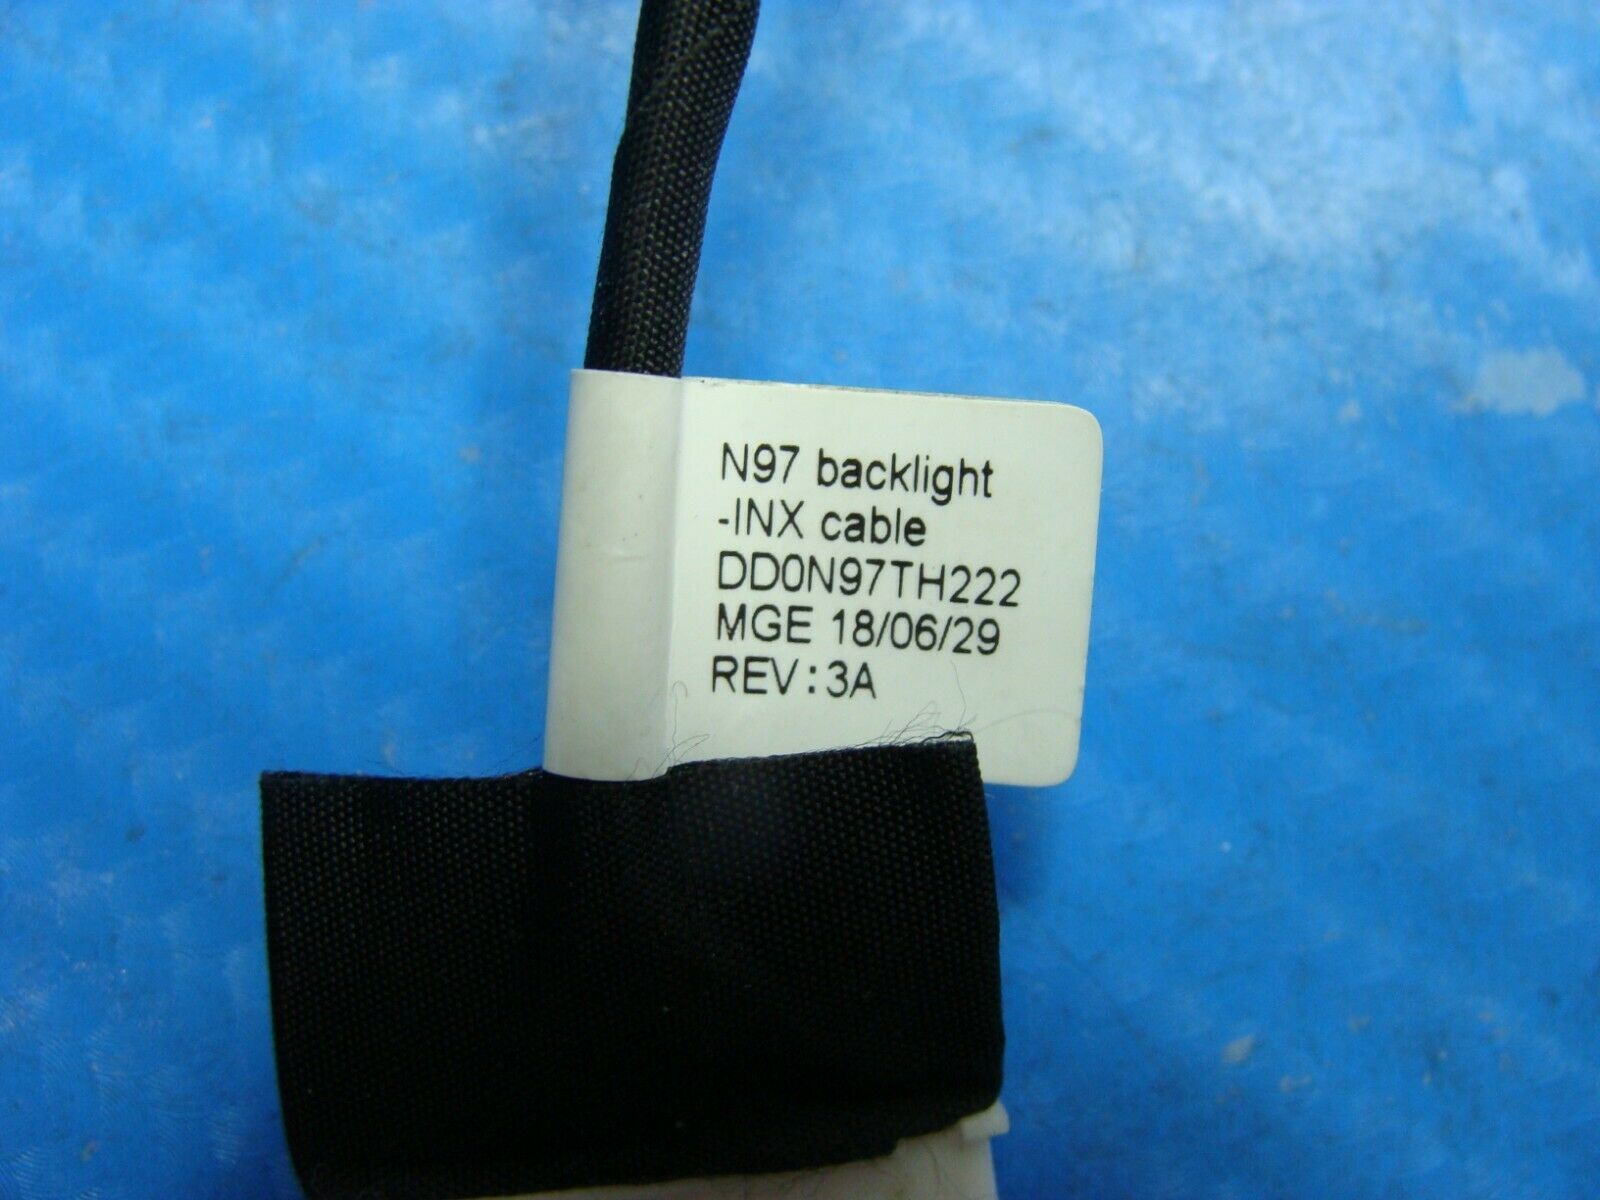 N97 backlight
-INX cable
DD0N97TH222
MGE 18/06/29
REV:3A